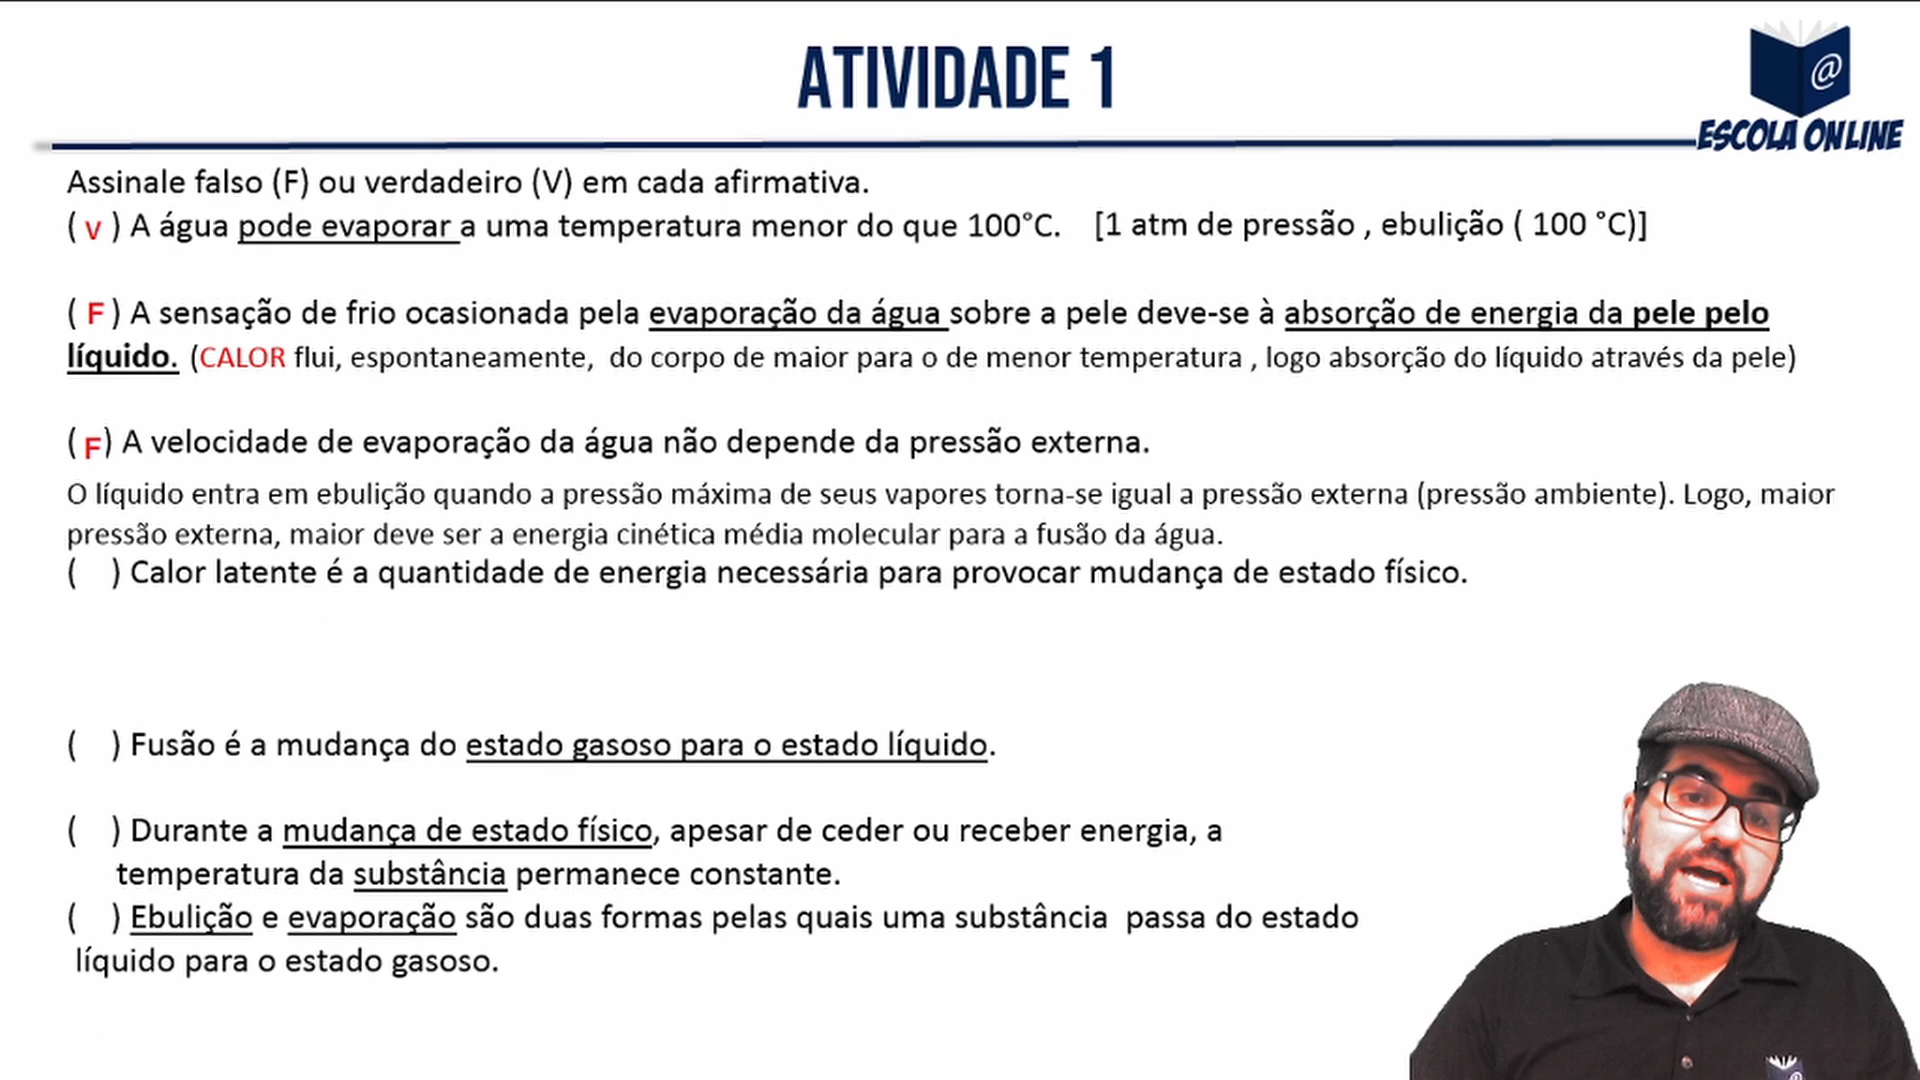 ATIVIDADE 1
@
ESCOLA ONLINE
Assinale falso (F) ou verdadeiro (V) em cada afirmativa.
( v ) A água pode evaporar a uma temperatura menor do que 100°C. [1 atm de pressão , ebulição ( 100 °C)]
( F ) A sensação de frio ocasionada pela evaporação da água sobre a pele deve-se à absorção de energia da pele pelo
líquido. (CALOR flui, espontaneamente, do corpo de maior para o de menor temperatura , logo absorção do líquido através da pele)
( F ) A velocidade de evaporação da água não depende da pressão externa.
O líquido entra em ebulição quando a pressão máxima de seus vapores torna-se igual a pressão externa (pressão ambiente). Logo, maior
pressão externa, maior deve ser a energia cinética média molecular para a fusão da água.
( ) Calor latente é a quantidade de energia necessária para provocar mudança de estado físico.
( ) Fusão é a mudança do estado gasoso para o estado líquido.
( ) Durante a mudança de estado físico, apesar de ceder ou receber energia, a
temperatura da substância permanece constante.
( ) Ebulição e evaporação são duas formas pelas quais uma substância passa do estado
líquido para o estado gasoso.